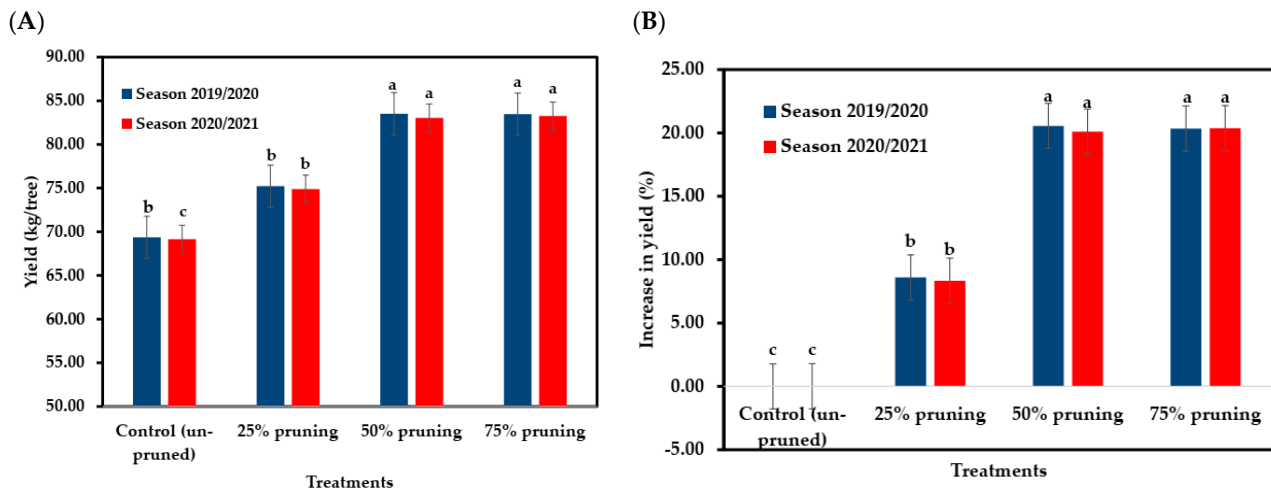 (A)
90.00
85.00
80.00
75.00
70.00
65.00
60.00
55.00
50.00
Yield (kg/tree)
Season 2019/2020
Season 2020/2021
b c
b b
a a
a a
Control (un-
pruned)
25% pruning
50% pruning
75% pruning
Treatments
(B)
25.00
20.00
15.00
10.00
5.00
0.00
-5.00
Increase in yield (%)
Season 2019/2020
Season 2020/2021
c c
b b
a a
a a
Control (un-
pruned)
25% pruning
50% pruning
75% pruning
Treatments